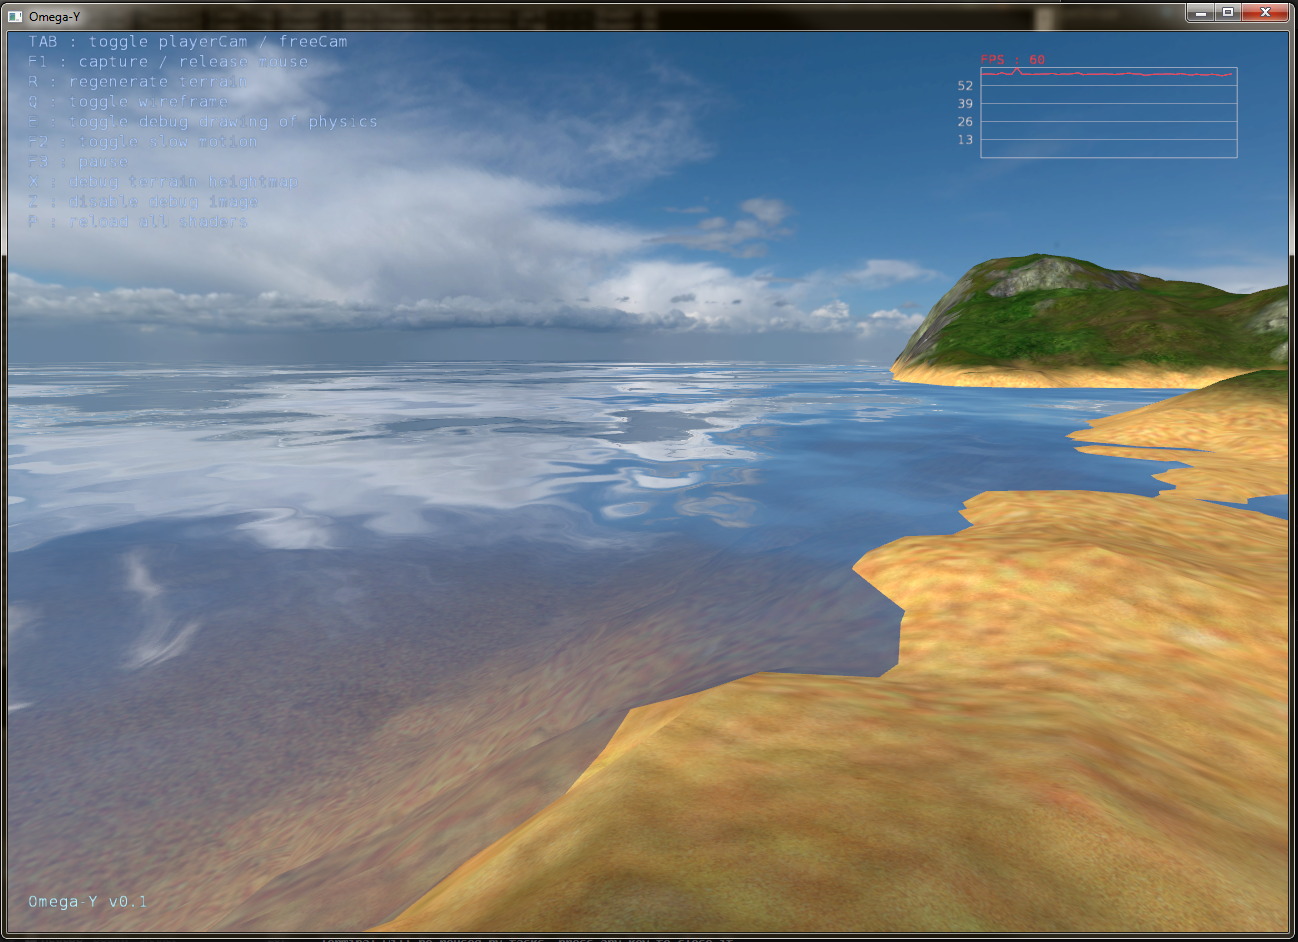 Omega-Y
TAB : toggle playerCam / freeCam
F1 : capture / release mouse
R : regenerate terrain
Q : toggle wireframe
E : toggle debug drawing of physics
F2 : toggle slow motion
F3 : pause
X : debug terrain heightmap
I : disable debug image
P : reload all shaders
FPS : 60
52
39
26
13
Omega-Y v0.1